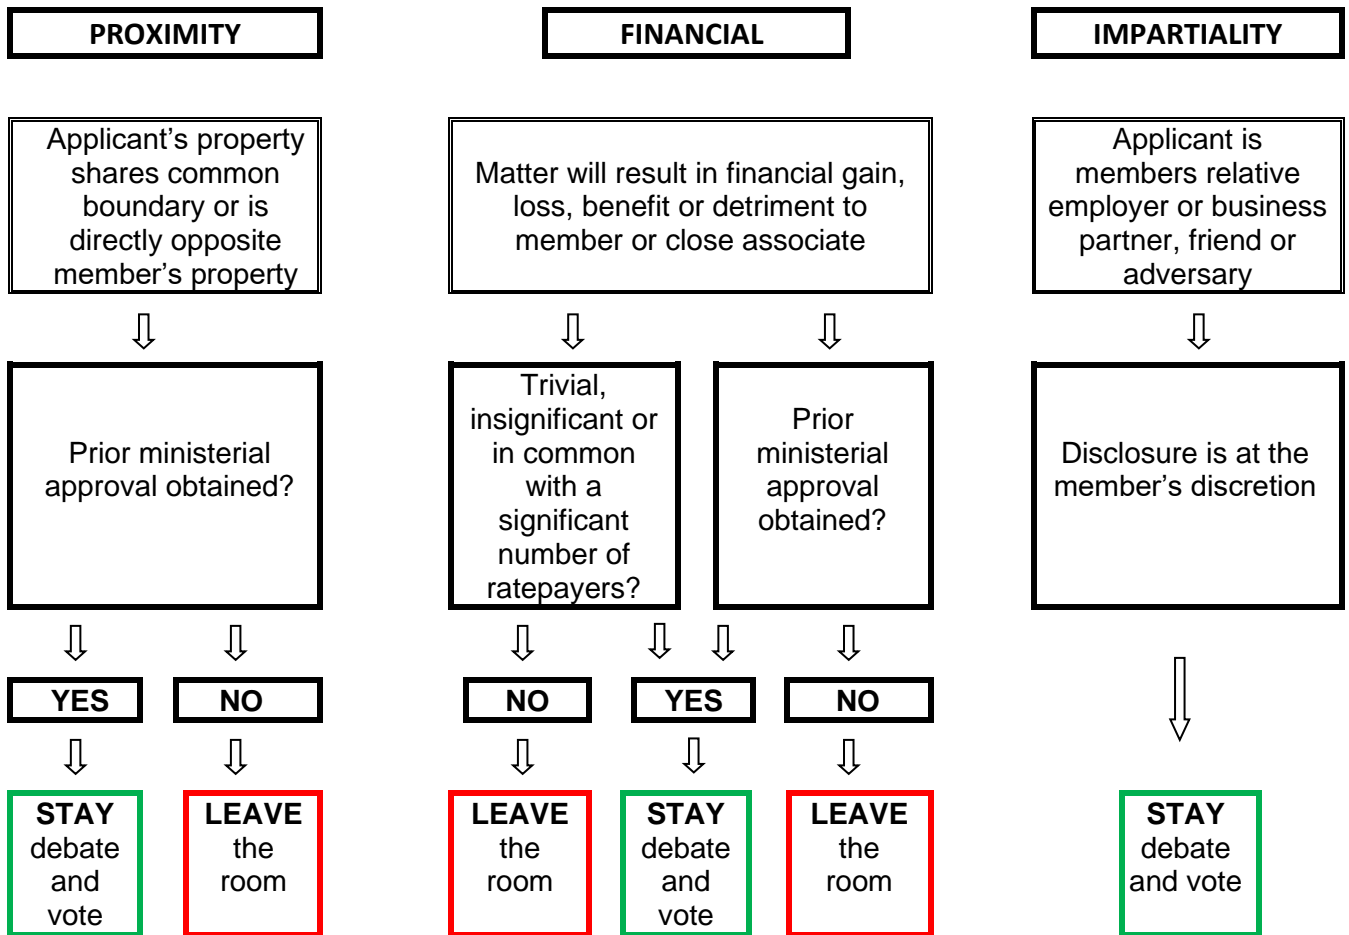 PROXIMITY
FINANCIAL
IMPARTIALITY
Applicant’s property
shares common
boundary or is
directly opposite
member’s property
Matter will result in financial gain,
loss, benefit or detriment to
member or close associate
Applicant is
members relative
employer or business
partner, friend or
adversary
Prior ministerial
approval obtained?
Trivial,
insignificant or
in common
with a
significant
number of
ratepayers?
Prior
ministerial
approval
obtained?
Disclosure is at the
member’s discretion
YES
NO
NO
YES
NO
STAY
debate
and
vote
LEAVE
the
room
LEAVE
the
room
STAY
debate
and
vote
LEAVE
the
room
STAY
debate
and vote